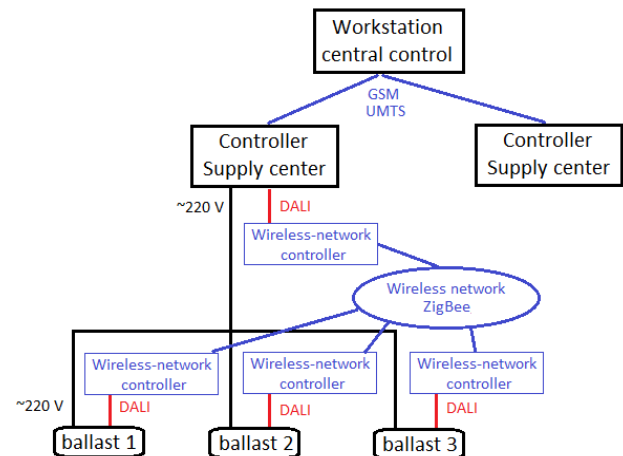 Workstation
central control
GSM
UMTS
Controller
Supply center
Controller
Supply center
~220 V
DALI
Wireless-network
controller
Wireless network
ZigBee
Wireless-network
controller
Wireless-network
controller
Wireless-network
controller
~220 V
DALI
DALI
DALI
ballast 1
ballast 2
ballast 3